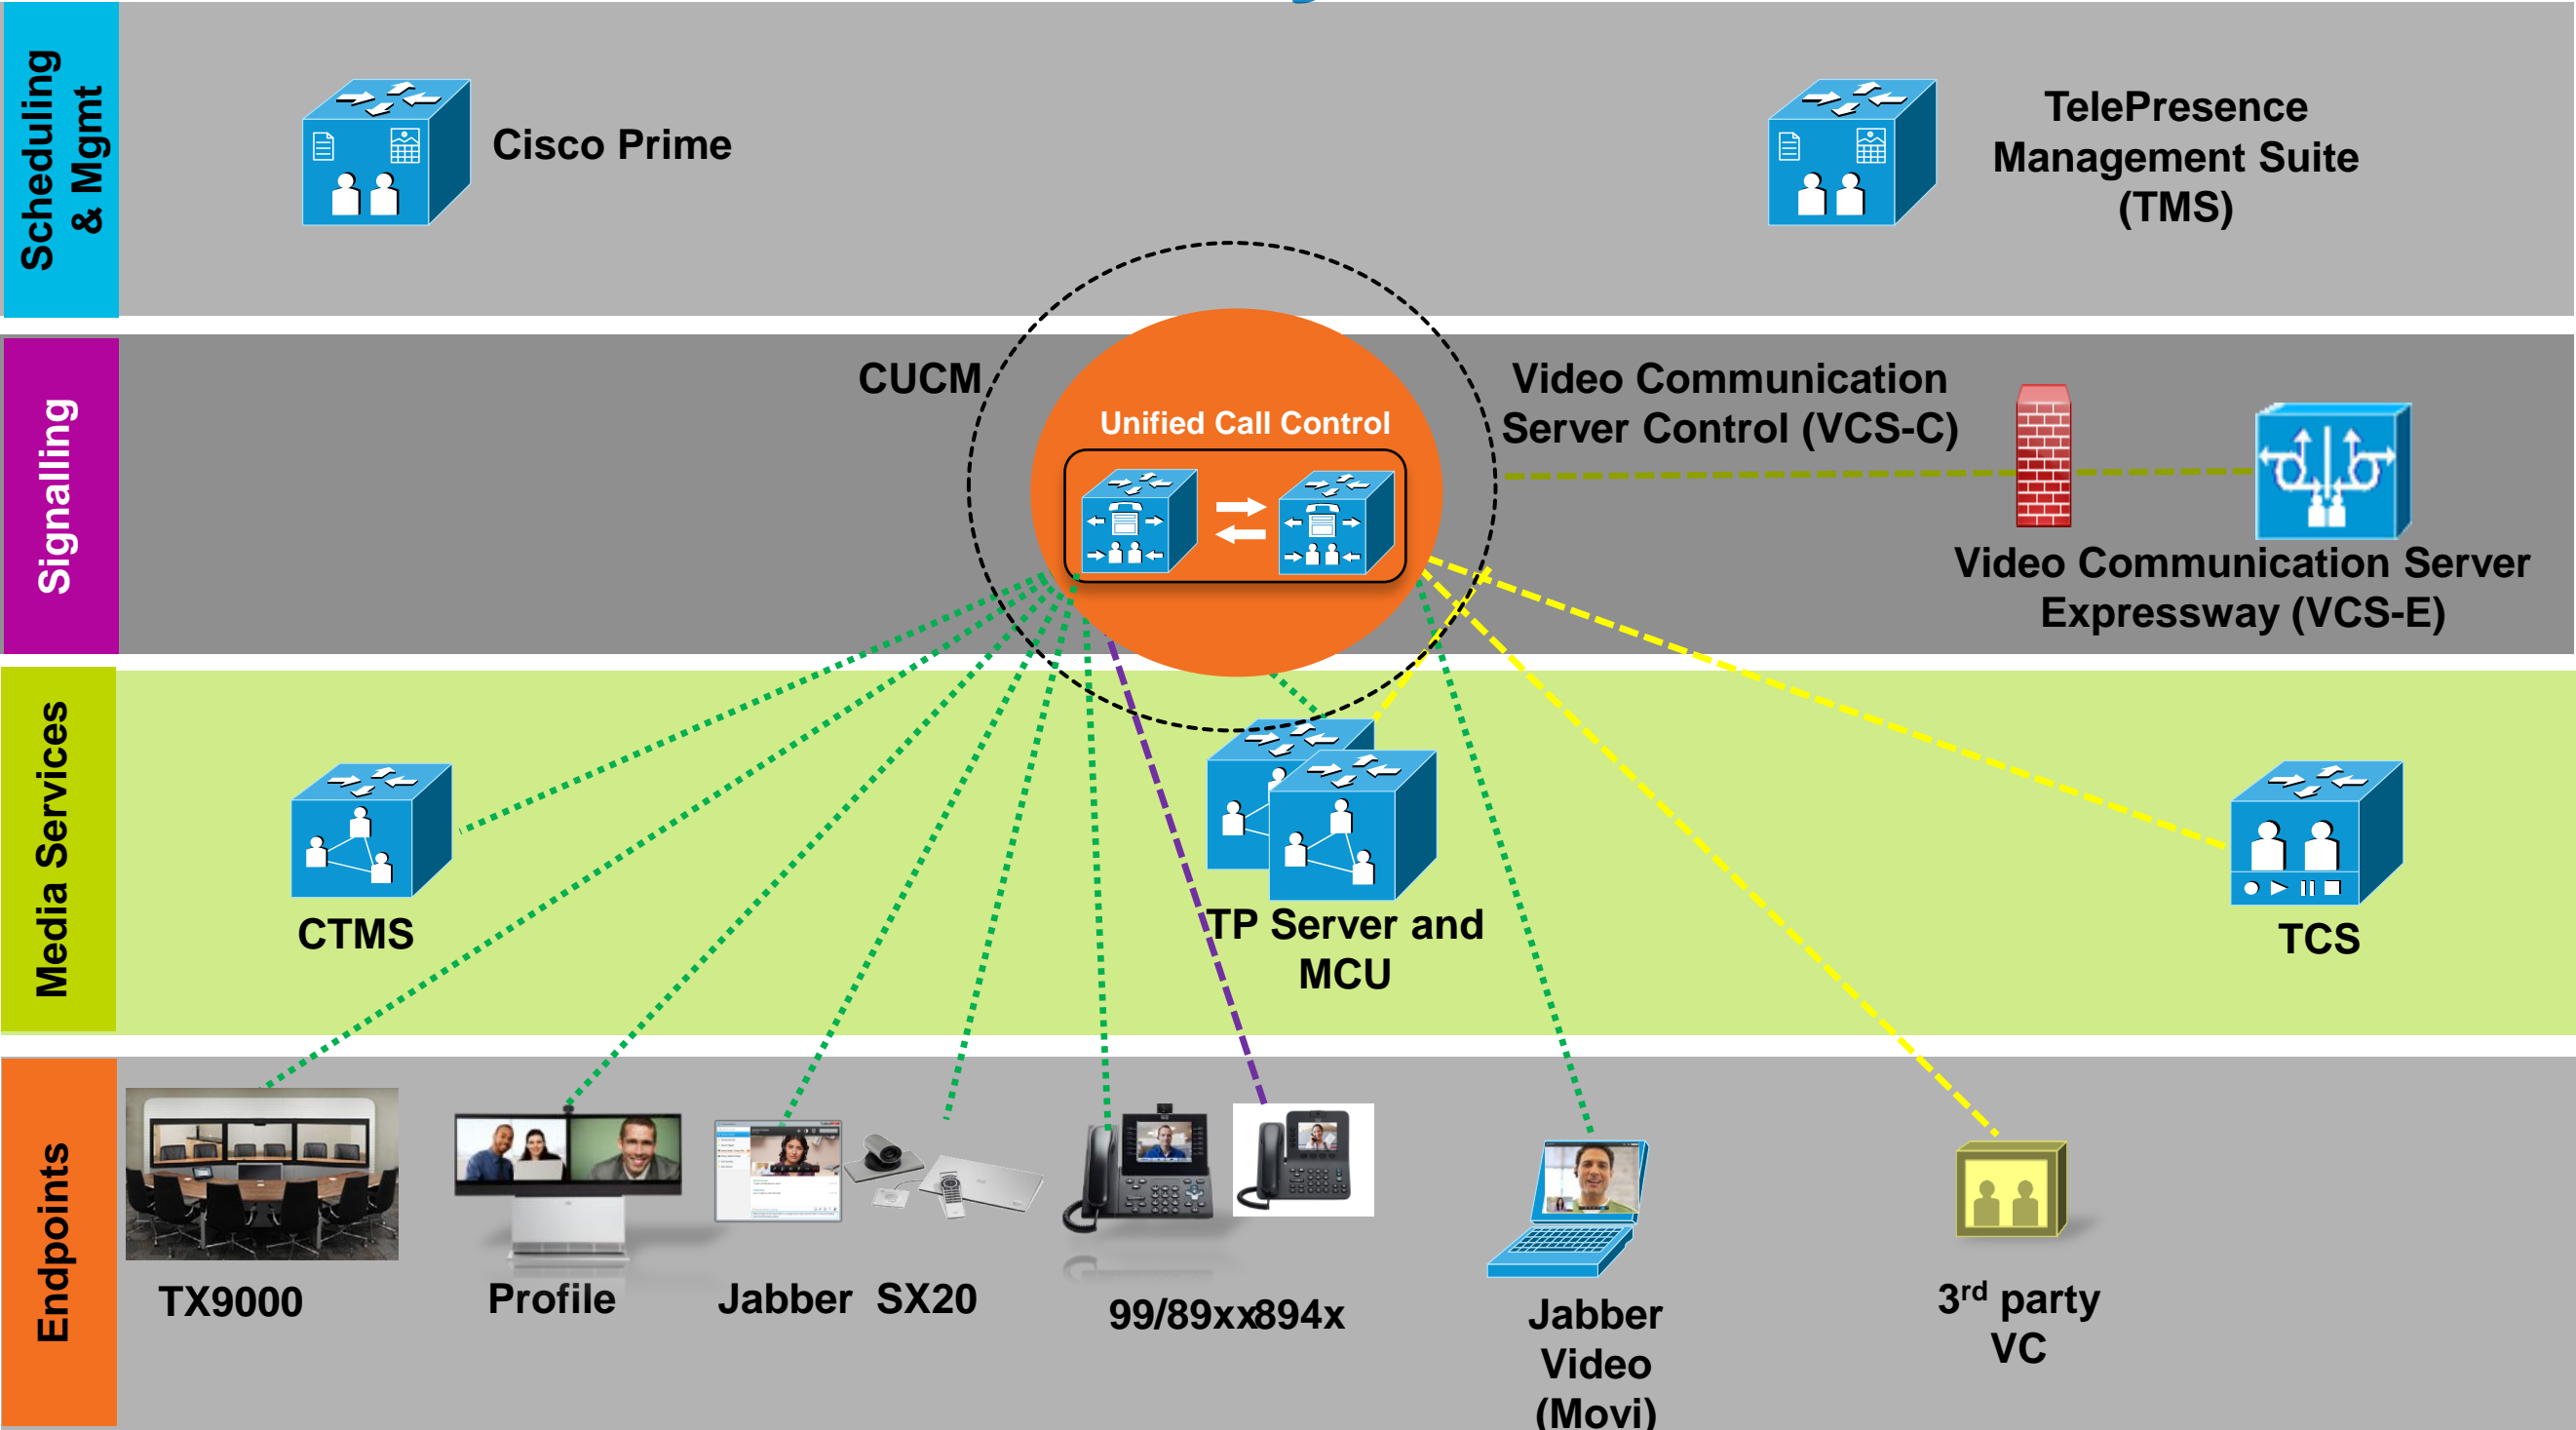 Scheduling
& Mgmt
Cisco Prime
TelePresence
Management Suite
(TMS)
Signalling
CUCM
Unified Call Control
Video Communication
Server Control (VCS-C)
Video Communication Server
Expressway (VCS-E)
Media Services
CTMS
TP Server and
MCU
TCS
Endpoints
TX9000
Profile
Jabber
SX20
99/89xx
894x
Jabber
Video
(Movi)
3rd party
VC